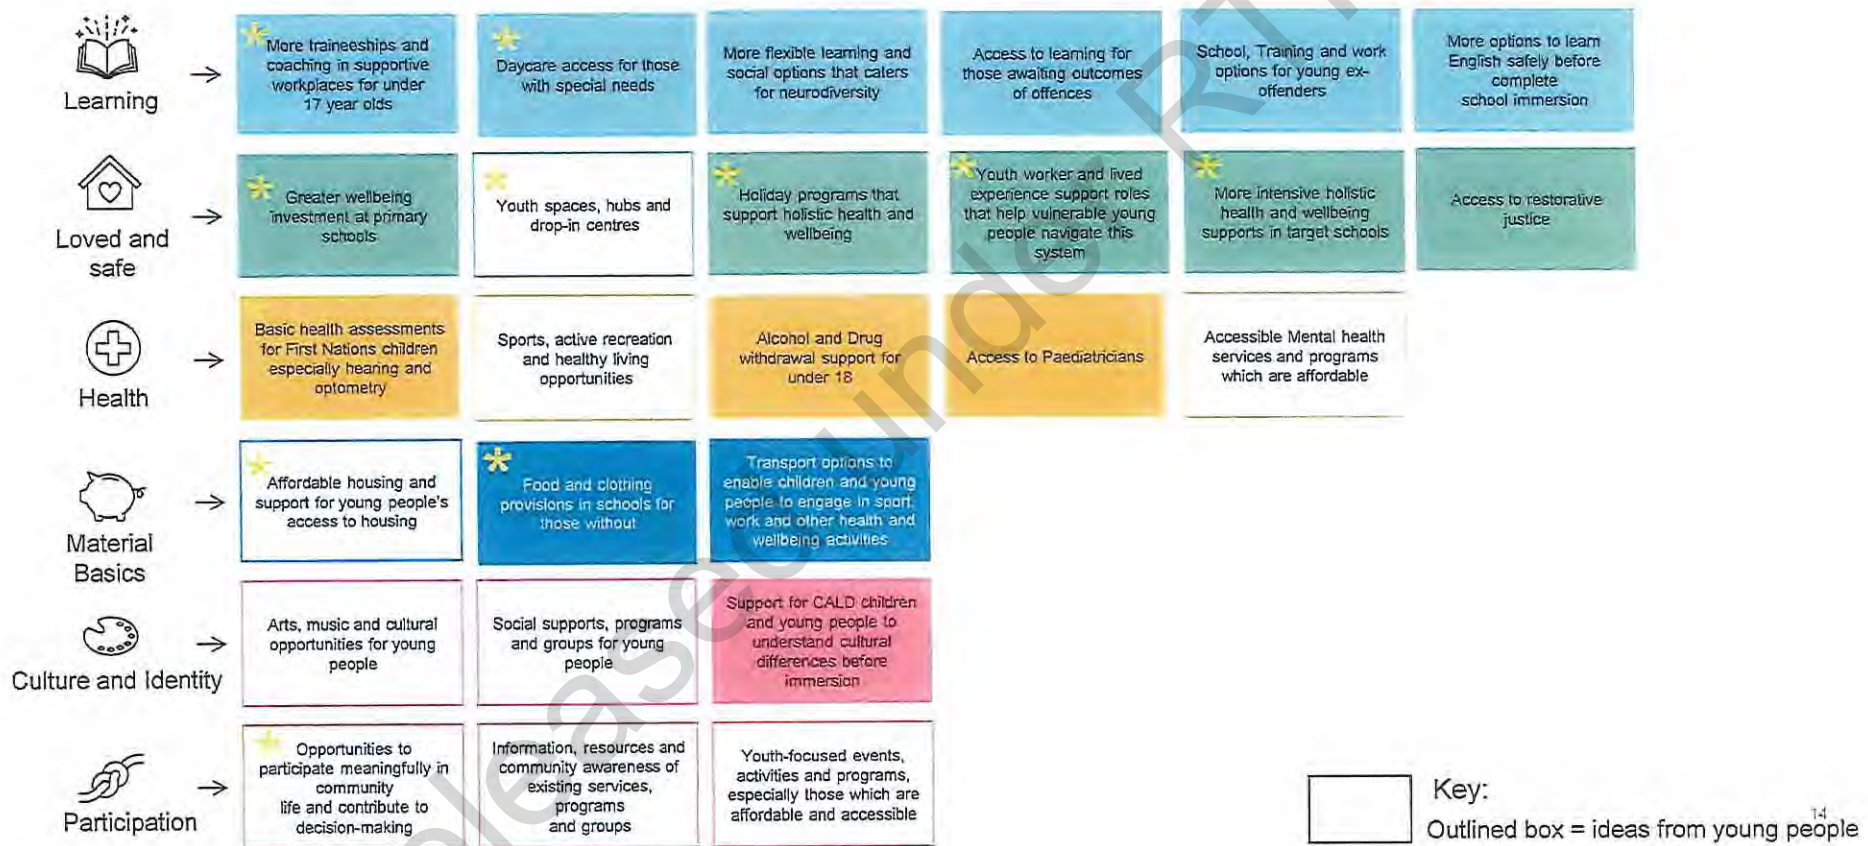 Learning
More traineeships and
coaching in supportive
workplaces for under
17 year olds
Daycare access for those
with special needs
More flexible learning and
social options that caters
for neurodiversity
Access to learning for
those awaiting outcomes
of offences
School, Training and work
options for young ex-
offenders
More options to learn
English safely before
complete
school immersion
Loved and
safe
Greater wellbeing
investment at primary
schools
Youth spaces, hubs and
drop-in centres
Holiday programs that
support holistic health and
wellbeing
Youth worker and lived
experience support roles
that help vulnerable young
people navigate this
system
More intensive holistic
health and wellbeing
supports in target schools
Access to restorative
justice
Health
Basic health assessments
for First Nations children
especially hearing and
optometry
Sports, active recreation
and healthy living
opportunities
Alcohol and Drug
withdrawal support for
under 18
Access to Paediatricians
Accessible Mental health
services and programs
which are affordable
Material
Basics
Affordable housing and
support for young people's
access to housing
Food and clothing
provisions in schools for
those without
Transport options to
enable children and young
people to engage in sport,
work and other health and
wellbeing activities
Culture and Identity
Arts, music and cultural
opportunities for young
people
Social supports, programs
and groups for young
people
Support for CALD children
and young people to
understand cultural
differences before
immersion
Participation
Opportunities to
participate meaningfully in
community
life and contribute to
decision-making
Information, resources and
community awareness of
existing services,
programs
and groups
Youth-focused events,
activities and programs,
especially those which are
affordable and accessible
Key:
Outlined box = ideas from young people
14